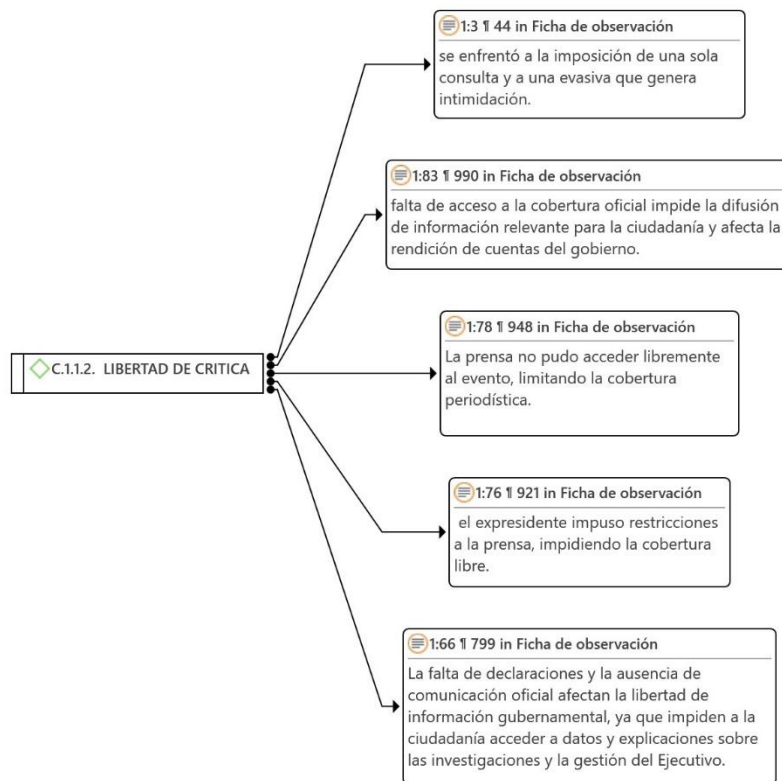 1:3 ¶ 44 in Ficha de observación
se enfrentó a la imposición de una sola
consulta y a una evasiva que genera
intimidación.
1:83 ¶ 990 in Ficha de observación
falta de acceso a la cobertura oficial impide la difusión
de información relevante para la ciudadanía y afecta la
rendición de cuentas del gobierno.
1:78 ¶ 948 in Ficha de observación
La prensa no pudo acceder libremente
al evento, limitando la cobertura
periodística.
C.1.1.2. LIBERTAD DE CRITICA
1:76 ¶ 921 in Ficha de observación
el expresidente impuso restricciones
a la prensa, impidiendo la cobertura
libre.
1:66 ¶ 799 in Ficha de observación
La falta de declaraciones y la ausencia de
comunicación oficial afectan la libertad de
información gubernamental, ya que impiden a la
ciudadanía acceder a datos y explicaciones sobre
las investigaciones y la gestión del Ejecutivo.